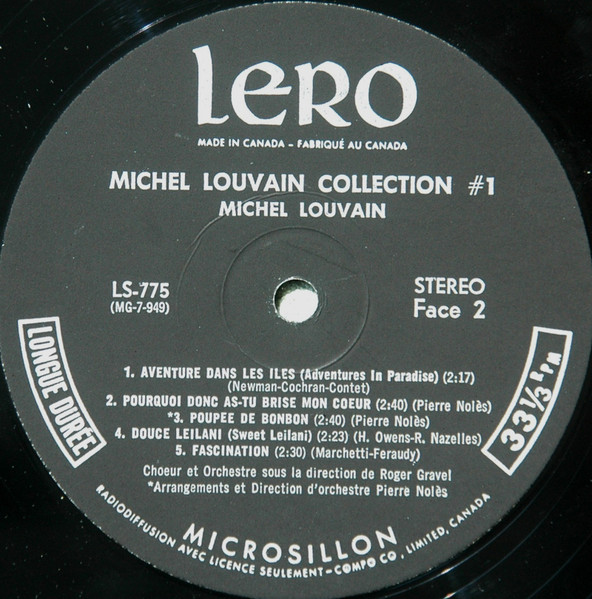 LERO
MADE IN CANADA - FABRIQUÉ AU CANADA
MICHEL LOUVAIN COLLECTION #1
MICHEL LOUVAIN
LS-775
(MG-7-949)
STEREO
Face 2
LONGUE DURÉE
33 1/3 RPM
1. AVENTURE DANS LES ILES (Adventures In Paradise) (2:17)
(Newman-Cochran-Contet)
2. POURQUOI DONC AS-TU BRISE MON COEUR (2:40) (Pierre Nolès)
*3. POUPEE DE BONBON (2:40) (Pierre Nolès)
4. DOUCE LEILANI (Sweet Leilani) (2:23) (H. Owens-R. Nazelles)
5. FASCINATION (2:30) (Marchetti-Feraudy)
Choeur et Orchestre sous la direction de Roger Gravel
*Arrangements et Direction d'orchestre Pierre Nolès
MICROSILLON
RADIODIFFUSION AVEC LICENCE SEULEMENT-COMPO CO, LIMITED, CANADA